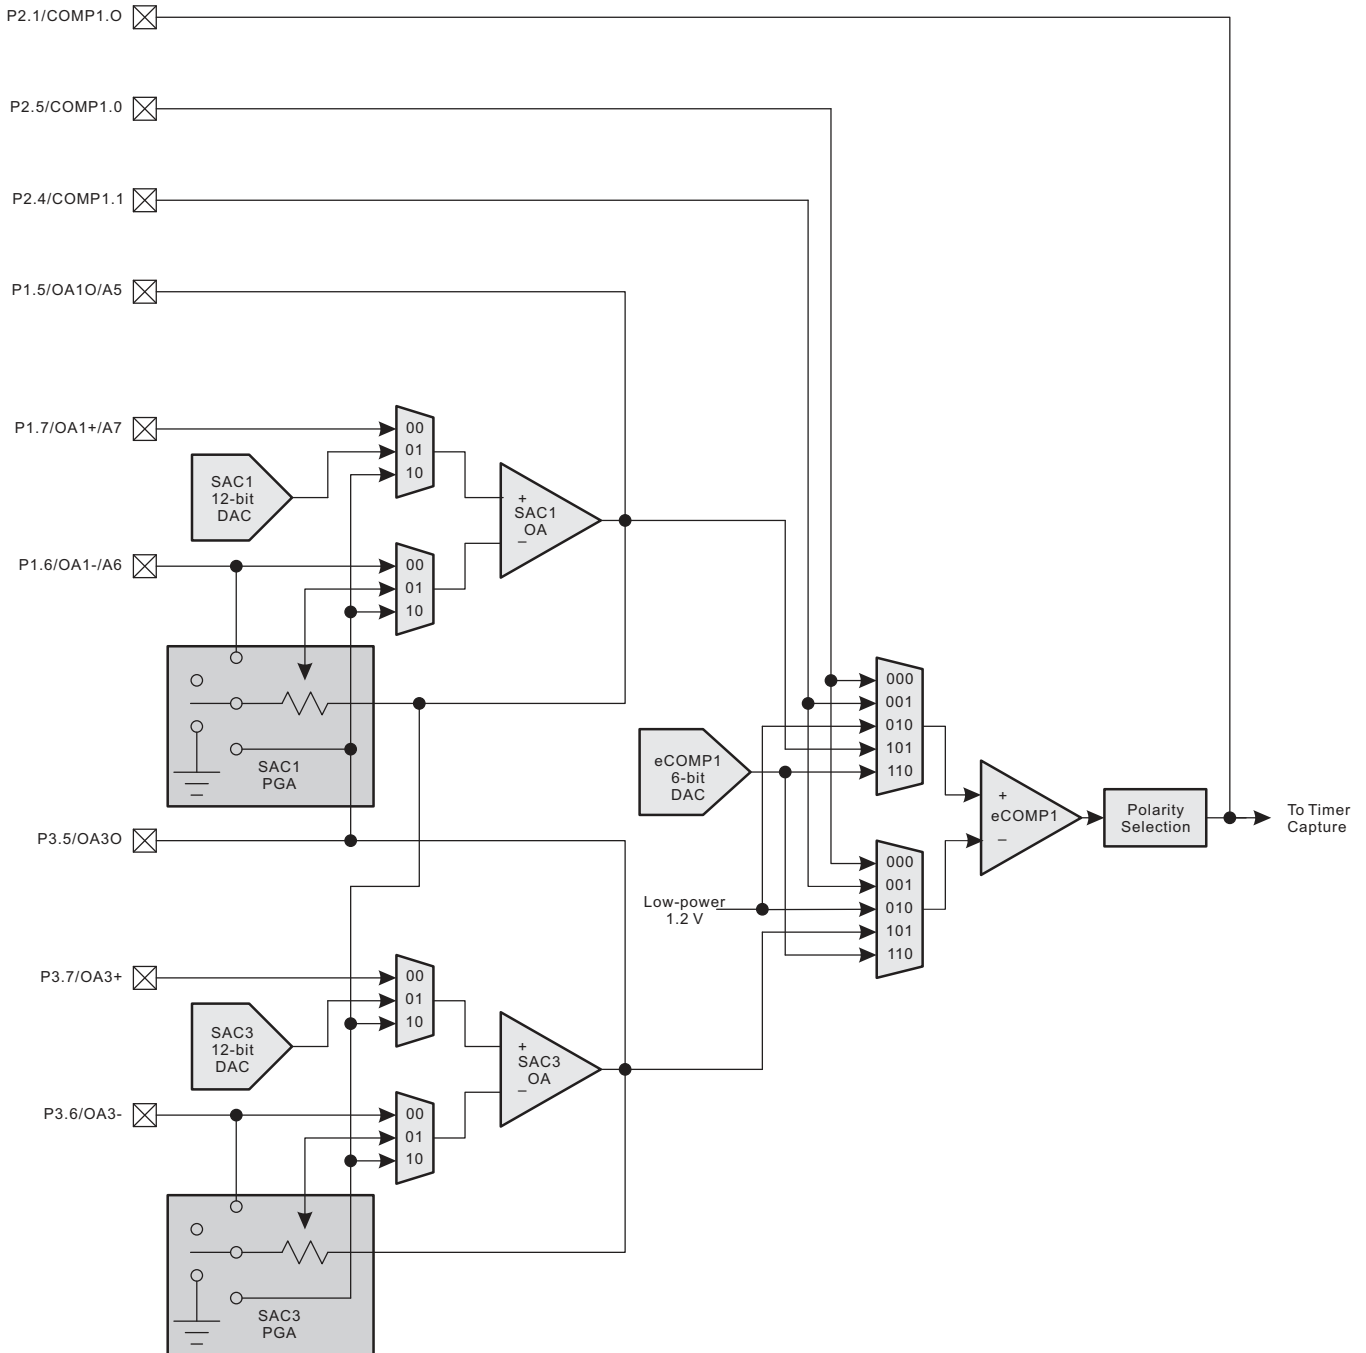 P2.1/COMP1.O
P2.5/COMP1.0
P2.4/COMP1.1
P1.5/OA1O/A5
P1.7/OA1+/A7
00
01
10
SAC1
12-bit
DAC
+
SAC1
OA
–
P1.6/OA1-/A6
00
01
10
SAC1
PGA
000
001
010
101
110
eCOMP1
6-bit
DAC
+
eCOMP1
–
Polarity
Selection
To Timer
Capture
P3.5/OA3O
000
001
010
101
110
Low-power
1.2 V
P3.7/OA3+
00
01
10
SAC3
12-bit
DAC
+
SAC3
OA
–
P3.6/OA3-
00
01
10
SAC3
PGA